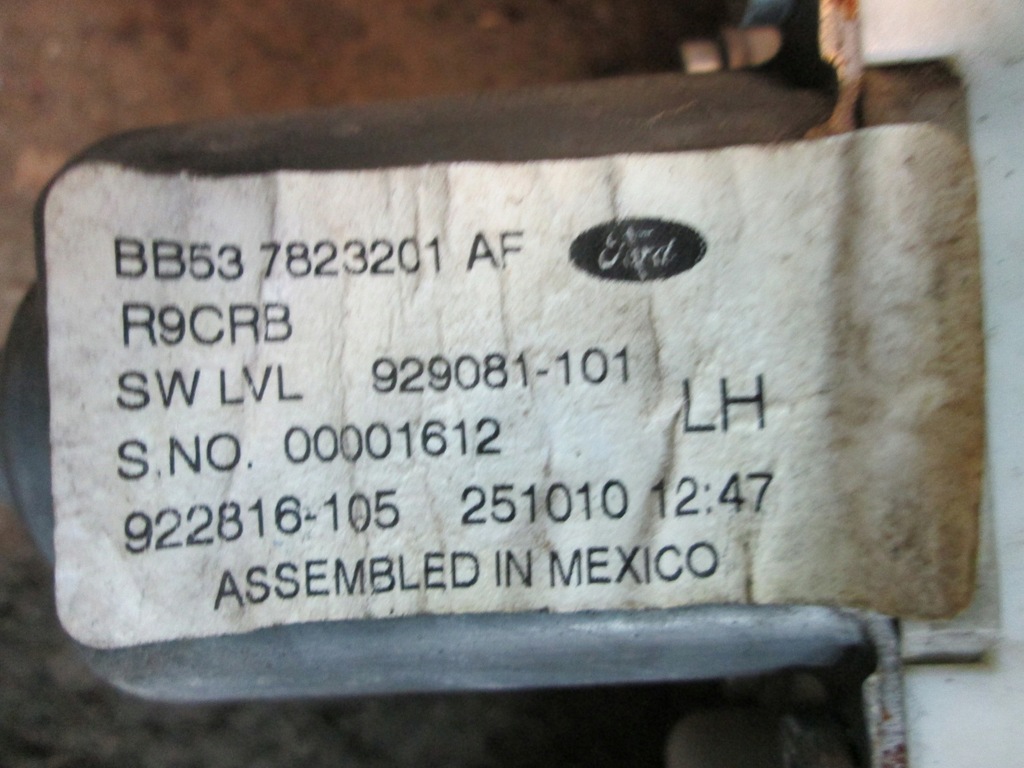 BB53 7823201 AF Ford
R9CRB
SW LVL 929081-101
LH
S.NO. 00001612
922816-105 251010 12:47
ASSEMBLED IN MEXICO